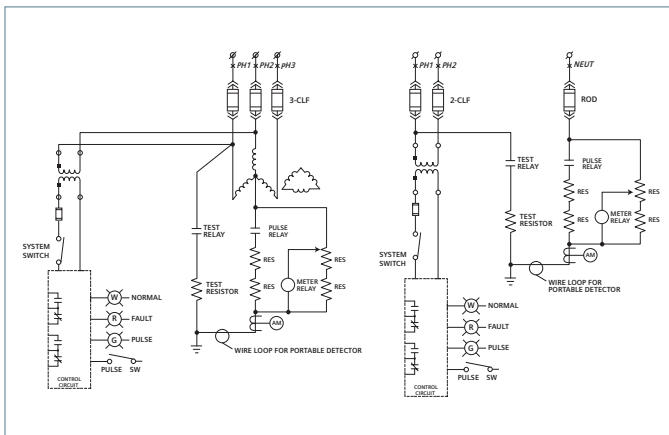 PH1 PH2 pH3
3-CLF
TEST
RELAY
PULSE
RELAY
RES
RES
RES
RES
METER
RELAY
TEST
RESISTOR
AM
WIRE LOOP FOR PORTABLE DETECTOR
SYSTEM
SWITCH
W NORMAL
R FAULT
G PULSE
PULSE SW
CONTROL
CIRCUIT
PH1 PH2
2-CLF
NEUT
ROD
TEST
RELAY
PULSE RELAY
RES
RES
RES
RES
METER
RELAY
TEST
RESISTOR
AM
WIRE LOOP FOR
PORTABLE DETECTOR
SYSTEM
SWITCH
W NORMAL
R FAULT
G PULSE
PULSE SW
CONTROL
CIRCUIT